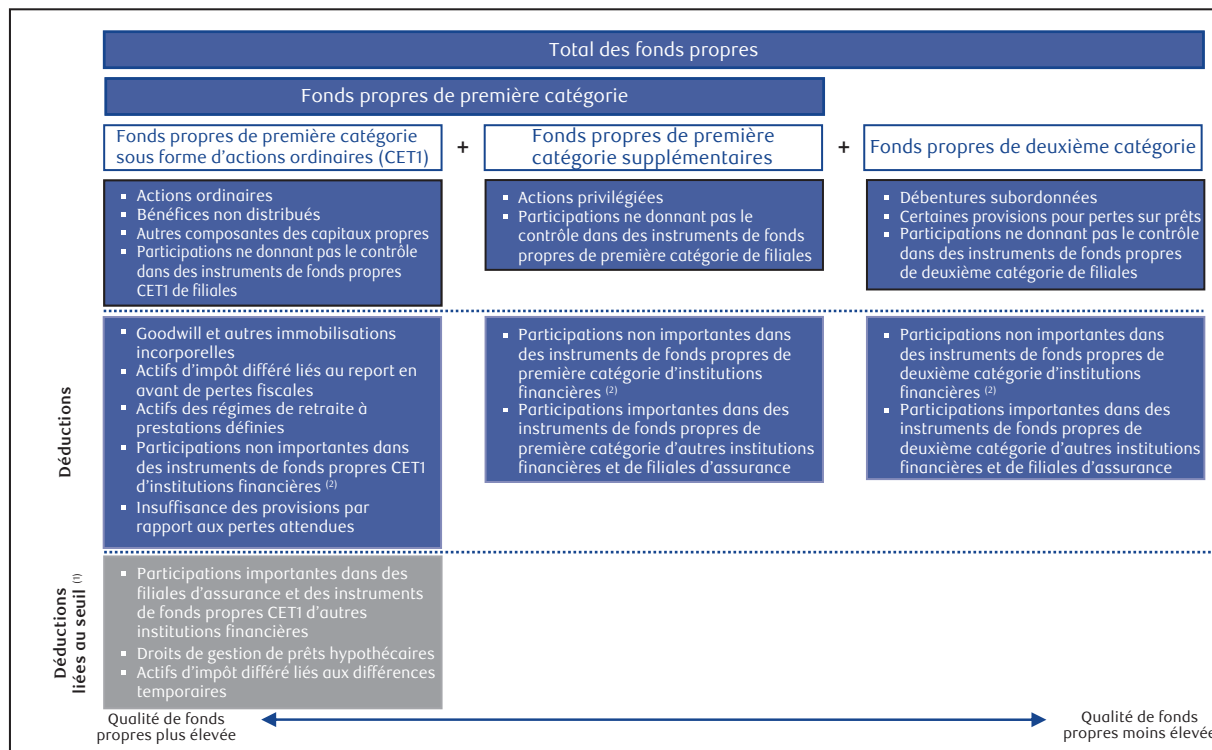 Total des fonds propres
Fonds propres de première catégorie
Fonds propres de première catégorie
sous forme d'actions ordinaires (CET1)
+
Fonds propres de première
catégorie supplémentaires
+
Fonds propres de deuxième catégorie
▪ Actions ordinaires
▪ Bénéfices non distribués
▪ Autres composantes des capitaux propres
▪ Participations ne donnant pas le contrôle
dans des instruments de fonds propres
CET1 de filiales
▪ Actions privilégiées
▪ Participations ne donnant pas le
contrôle dans des instruments de fonds
propres de première catégorie de filiales
▪ Débentures subordonnées
▪ Certaines provisions pour pertes sur prêts
▪ Participations ne donnant pas le contrôle
dans des instruments de fonds propres
de deuxième catégorie de filiales
Déductions
▪ Goodwill et autres immobilisations
incorporelles
▪ Actifs d'impôt différé liés au report en
avant de pertes fiscales
▪ Actifs des régimes de retraite à
prestations définies
▪ Participations non importantes dans
des instruments de fonds propres CET1
d'institutions financières (2)
▪ Insuffisance des provisions par
rapport aux pertes attendues
▪ Participations non importantes dans
des instruments de fonds propres de
première catégorie d'institutions
financières (2)
▪ Participations importantes dans des
instruments de fonds propres de
première catégorie d'autres institutions
financières et de filiales d'assurance
▪ Participations non importantes dans
des instruments de fonds propres de
deuxième catégorie d'institutions
financières (2)
▪ Participations importantes dans des
instruments de fonds propres de
deuxième catégorie d'autres institutions
financières et de filiales d'assurance
Déductions
liées au seuil (1)
▪ Participations importantes dans des
filiales d'assurance et des instruments
de fonds propres CET1 d'autres
institutions financières
▪ Droits de gestion de prêts hypothécaires
▪ Actifs d'impôt différé liés aux différences
temporaires
Qualité de fonds
propres plus élevée
Qualité de fonds
propres moins élevée